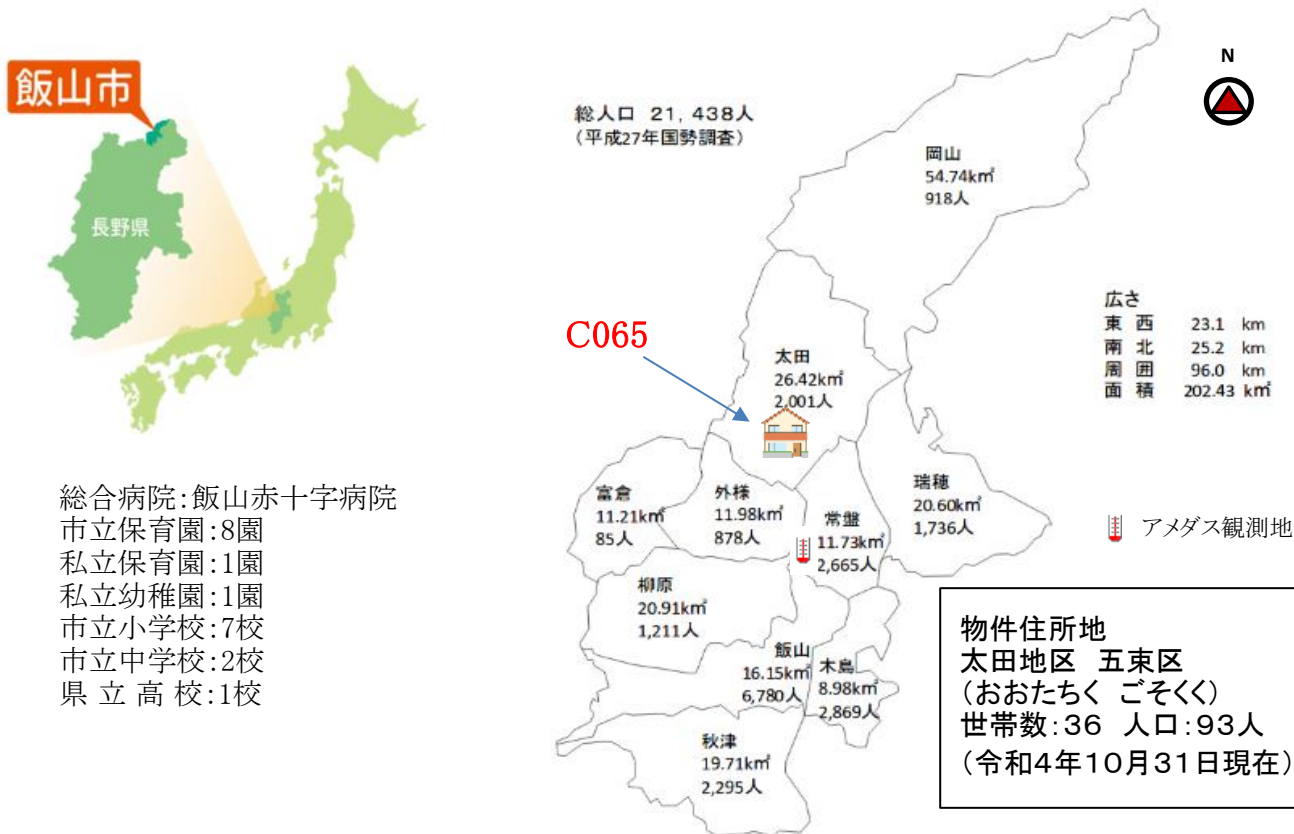 飯山市
長野県
総合病院:飯山赤十字病院
市立保育園:8園
私立保育園:1園
私立幼稚園:1園
市立小学校:7校
市立中学校:2校
県 立 高 校:1校
総人口 21,438人
(平成27年国勢調査)
N
岡山
54.74k㎡
918人
広さ
東 西 23.1 km
南 北 25.2 km
周 囲 96.0 km
面 積 202.43 k㎡
C065
太田
26.42k㎡
2,001人
富倉
11.21k㎡
85人
外様
11.98k㎡
878人
常盤
11.73k㎡
2,665人
瑞穂
20.60k㎡
1,736人
アメダス観測地
柳原
20.91k㎡
1,211人
飯山
16.15k㎡
6,780人
木島
8.98k㎡
2,869人
秋津
19.71k㎡
2,295人
物件住所地
太田地区 五束区
(おおたちく ごそくく)
世帯数:36 人口:93人
(令和4年10月31日現在)